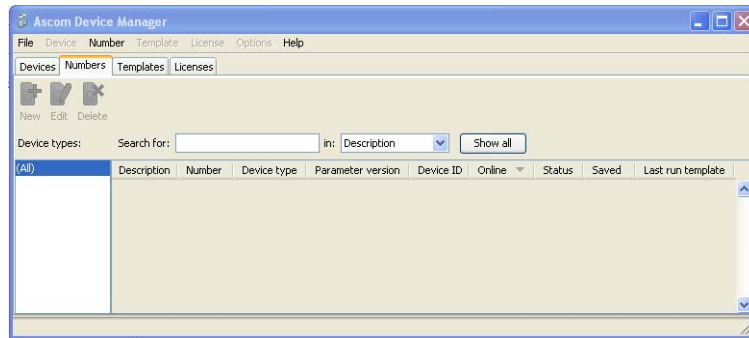 Ascom Device Manager
File Device Number Template License Options Help
Devices Numbers Templates Licenses
New Edit Delete
Device types: Search for: in: Description Show all
(All) Description Number Device type Parameter version Device ID Online Status Saved Last run template